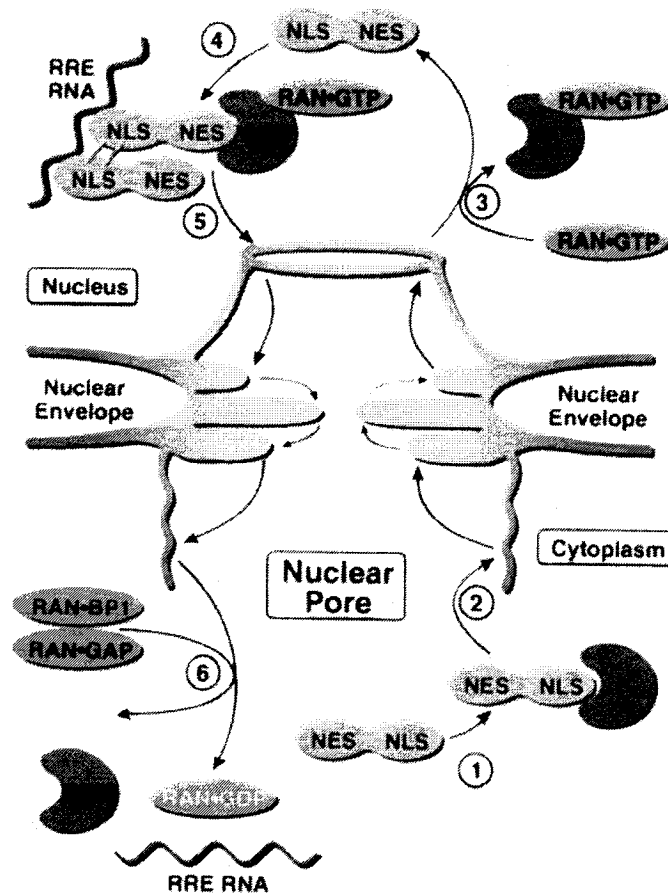 4
NLS NES
RRE
RNA
RAN•GTP
RAN•GTP
NLS NES
NLS NES
3
5
RAN•GTP
Nucleus
Nuclear
Envelope
Nuclear
Envelope
Cytoplasm
Nuclear
Pore
2
RAN•BP1
RAN•GAP
6
NES NLS
NES NLS
1
RAN•GDP
RRE RNA